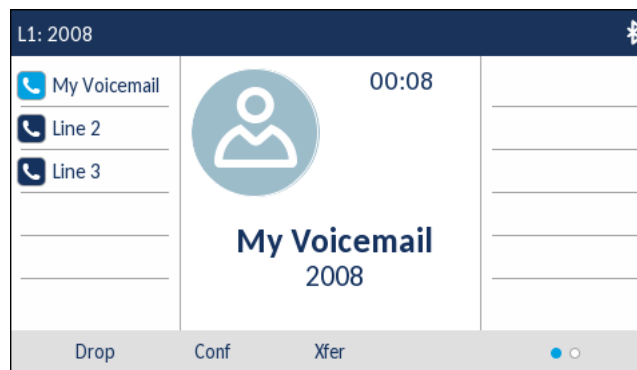 L1: 2008
My Voicemail
Line 2
Line 3
00:08
My Voicemail
2008
Drop Conf Xfer